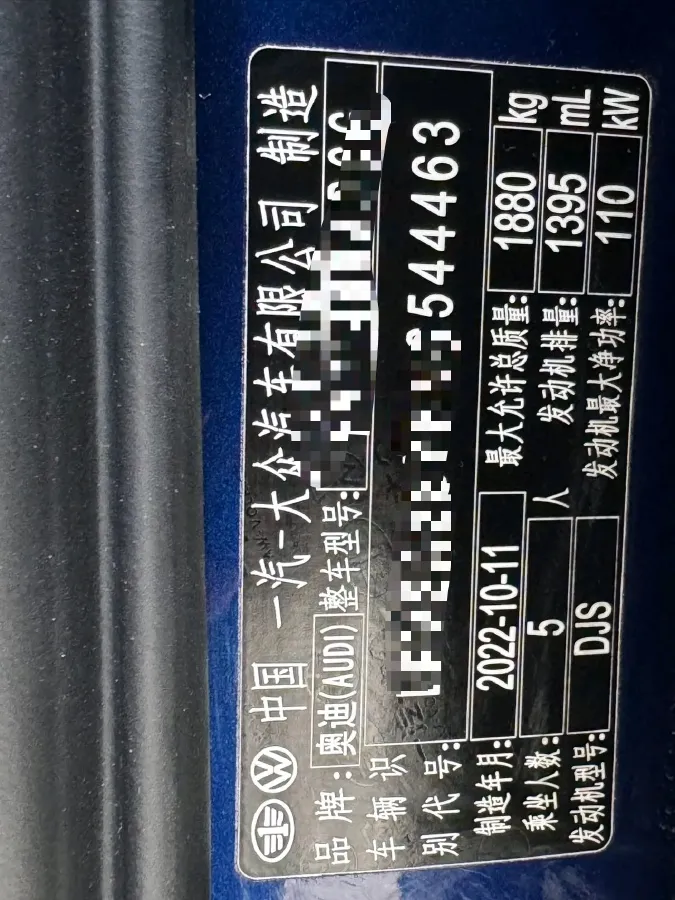 中国 一汽-大众汽车有限公司 制造
品牌: 奥迪(AUDI) 整车型号:
车辆识
别代号: 544463
制造年月: 2022-10-11 最大允许总质量: 1880 kg
乘坐人数: 5 人 发动机排量: 1395 mL
发动机型号: DJS 发动机最大净功率: 110 kW